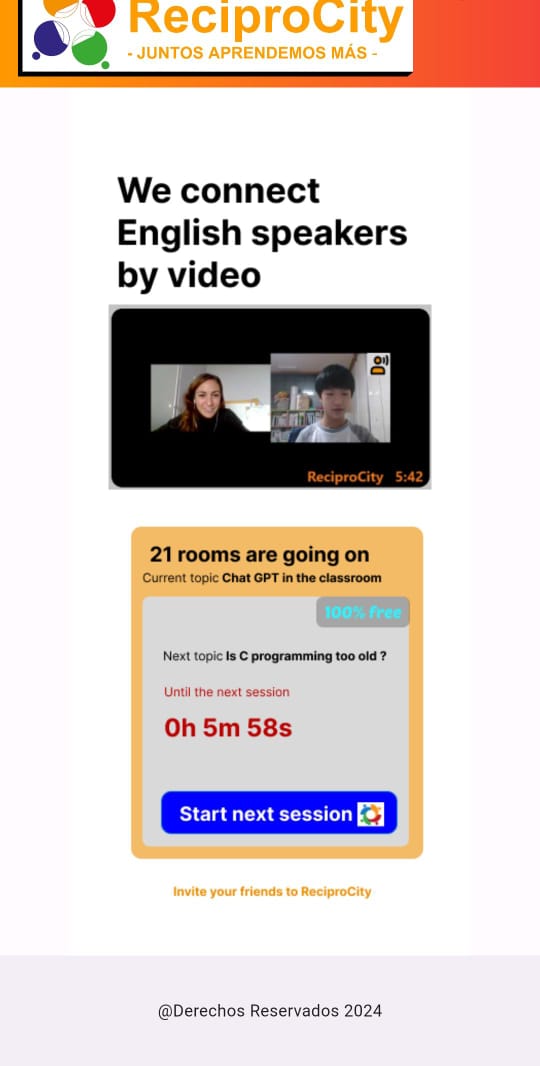 ReciproCity
- JUNTOS APRENDEMOS MÁS -
We connect
English speakers
by video
ReciproCity 5:42
21 rooms are going on
Current topic Chat GPT in the classroom
100% free
Next topic Is C programming too old ?
Until the next session
0h 5m 58s
Start next session
Invite your friends to ReciproCity
@Derechos Reservados 2024